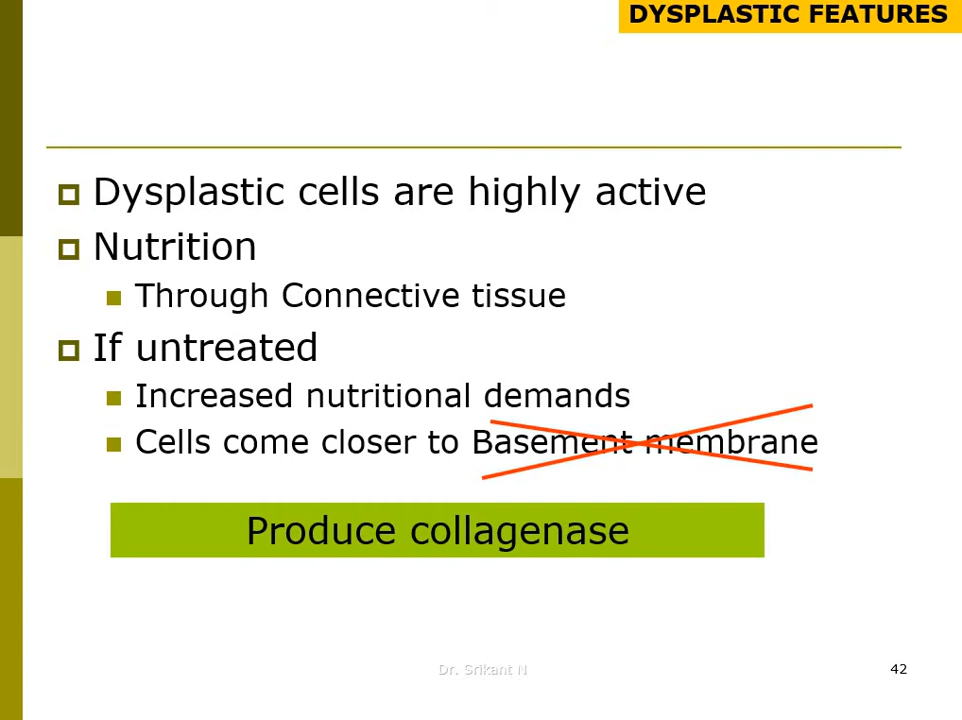 DYSPLASTIC FEATURES
Dysplastic cells are highly active
Nutrition
Through Connective tissue
If untreated
Increased nutritional demands
Cells come closer to Basement membrane
Produce collagenase
Dr. Srikant N
42